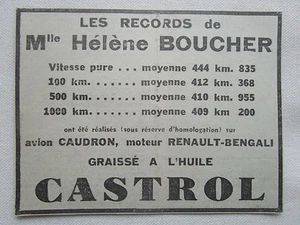 LES RECORDS de
Mlle Hélène BOUCHER
Vitesse pure . . . moyenne 444 km. 835
100 km. . . . . moyenne 412 km. 368
500 km. . . . . moyenne 410 km. 955
1000 km. . . . . moyenne 409 km 200
ont été réalisés (sous réserve d'homologation) sur
avion CAUDRON, moteur RENAULT-BENGALI
GRAISSÉ A L'HUILE
CASTROL